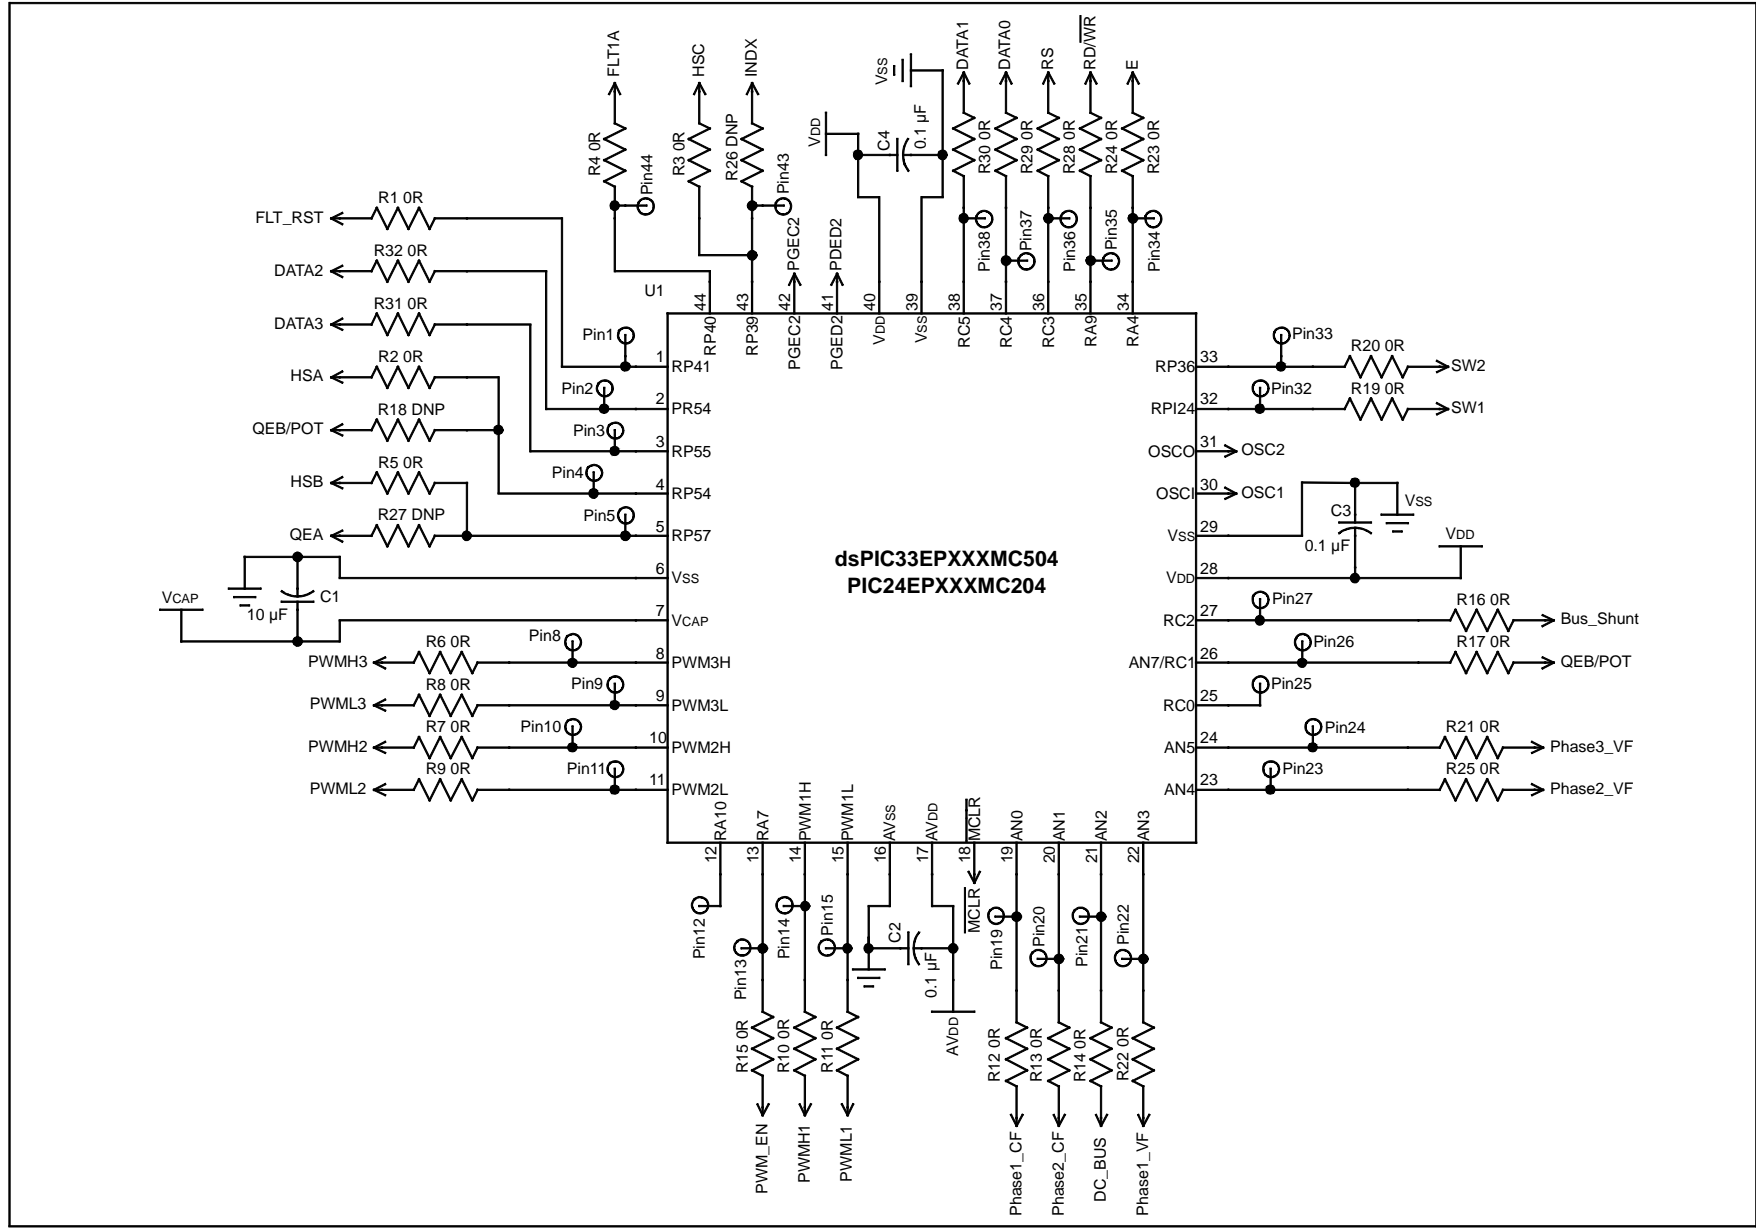 FLT1A
HSC
INDX
DATA1
DATA0
RS
RD/WR
E
VSS
VDD
C4
0.1 µF
R4 0R
R3 0R
R26 DNP
R30 0R
R29 0R
R28 0R
R24 0R
R23 0R
Pin44
Pin43
Pin38
Pin37
Pin36
Pin35
Pin34
PGEC2
PDED2
FLT_RST
R1 0R
DATA2
R32 0R
DATA3
R31 0R
HSA
R2 0R
QEB/POT
R18 DNP
HSB
R5 0R
QEA
R27 DNP
VCAP
10 µF
C1
PWMH3
R6 0R
PWML3
R8 0R
PWMH2
R7 0R
PWML2
R9 0R
Pin1
Pin2
Pin3
Pin4
Pin5
Pin8
Pin9
Pin10
Pin11
U1
44
43
42
41
40
39
38
37
36
35
34
RP40
RP39
PGEC2
PGED2
VDD
VSS
RC5
RC4
RC3
RA9
RA4
1 RP41
2 PR54
3 RP55
4 RP54
5 RP57
6 VSS
7 VCAP
8 PWM3H
9 PWM3L
10 PWM2H
11 PWM2L
dsPIC33EPXXXMC504
PIC24EPXXXMC204
RP36 33
RPI24 32
OSCO 31
OSCI 30
VSS 29
VDD 28
RC2 27
AN7/RC1 26
RC0 25
AN5 24
AN4 23
Pin33
R20 0R
SW2
Pin32
R19 0R
SW1
OSC2
OSC1
C3
0.1 µF
VSS
VDD
Pin27
R16 0R
Bus_Shunt
Pin26
R17 0R
QEB/POT
Pin25
Pin24
R21 0R
Phase3_VF
Pin23
R25 0R
Phase2_VF
RA10
RA7
PWM1H
PWM1L
AVSS
AVDD
MCLR
AN0
AN1
AN2
AN3
12
13
14
15
16
17
18
19
20
21
22
Pin12
Pin13
Pin14
Pin15
C2
0.1 µF
AVDD
MCLR
Pin19
Pin20
Pin21
Pin22
R15 0R
R10 0R
R11 0R
R12 0R
R13 0R
R14 0R
R22 0R
PWM_EN
PWMH1
PWML1
Phase1_CF
Phase2_CF
DC_BUS
Phase1_VF